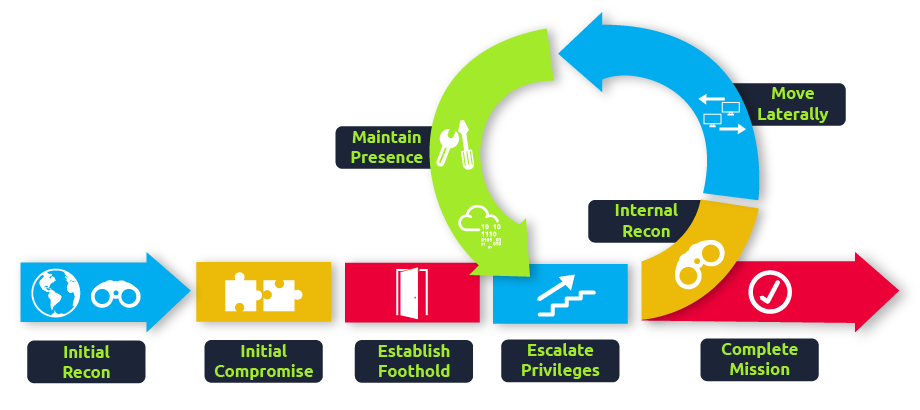 Move
Laterally
Maintain
Presence
Internal
Recon
10 10
1110
Initial
Recon
Initial
Compromise
Establish
Foothold
Escalate
Privileges
Complete
Mission